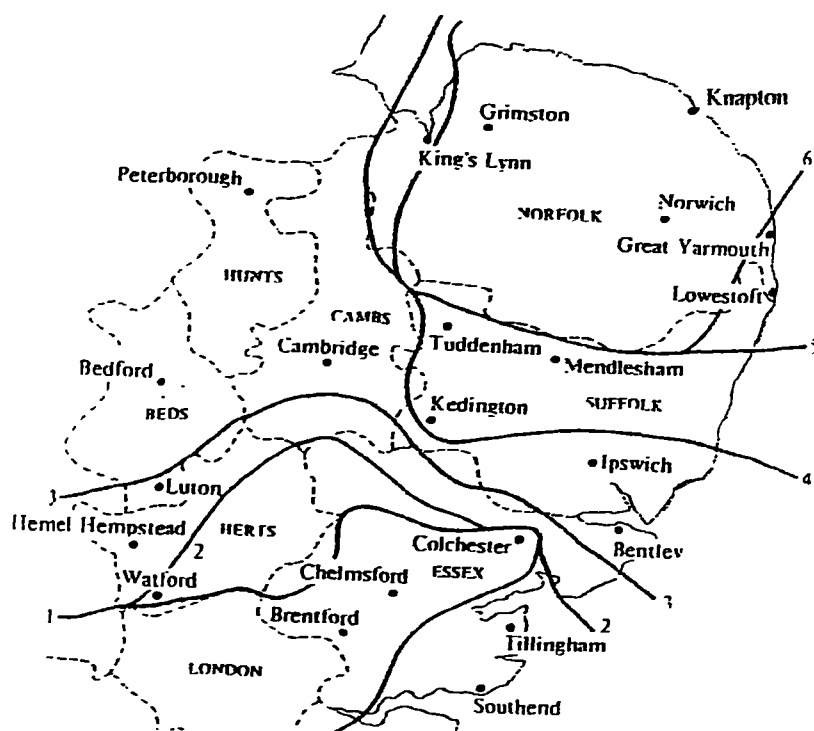 Knapton
Grimston
King's Lynn
6
Peterborough
NORFOLK
Norwich
Great Yarmouth
HUNTS
Lowestoft
CAMBS
Tuddenham
5
Cambridge
Mendlesham
Bedford
BEDS
Kedington
SUFFOLK
Ipswich
4
3
Luton
Hemel Hempstead
2
HERTS
Colchester
Bentley
Watford
Chelmsford
ESSEX
3
1
Brentford
2
Tillingham
LONDON
Southend